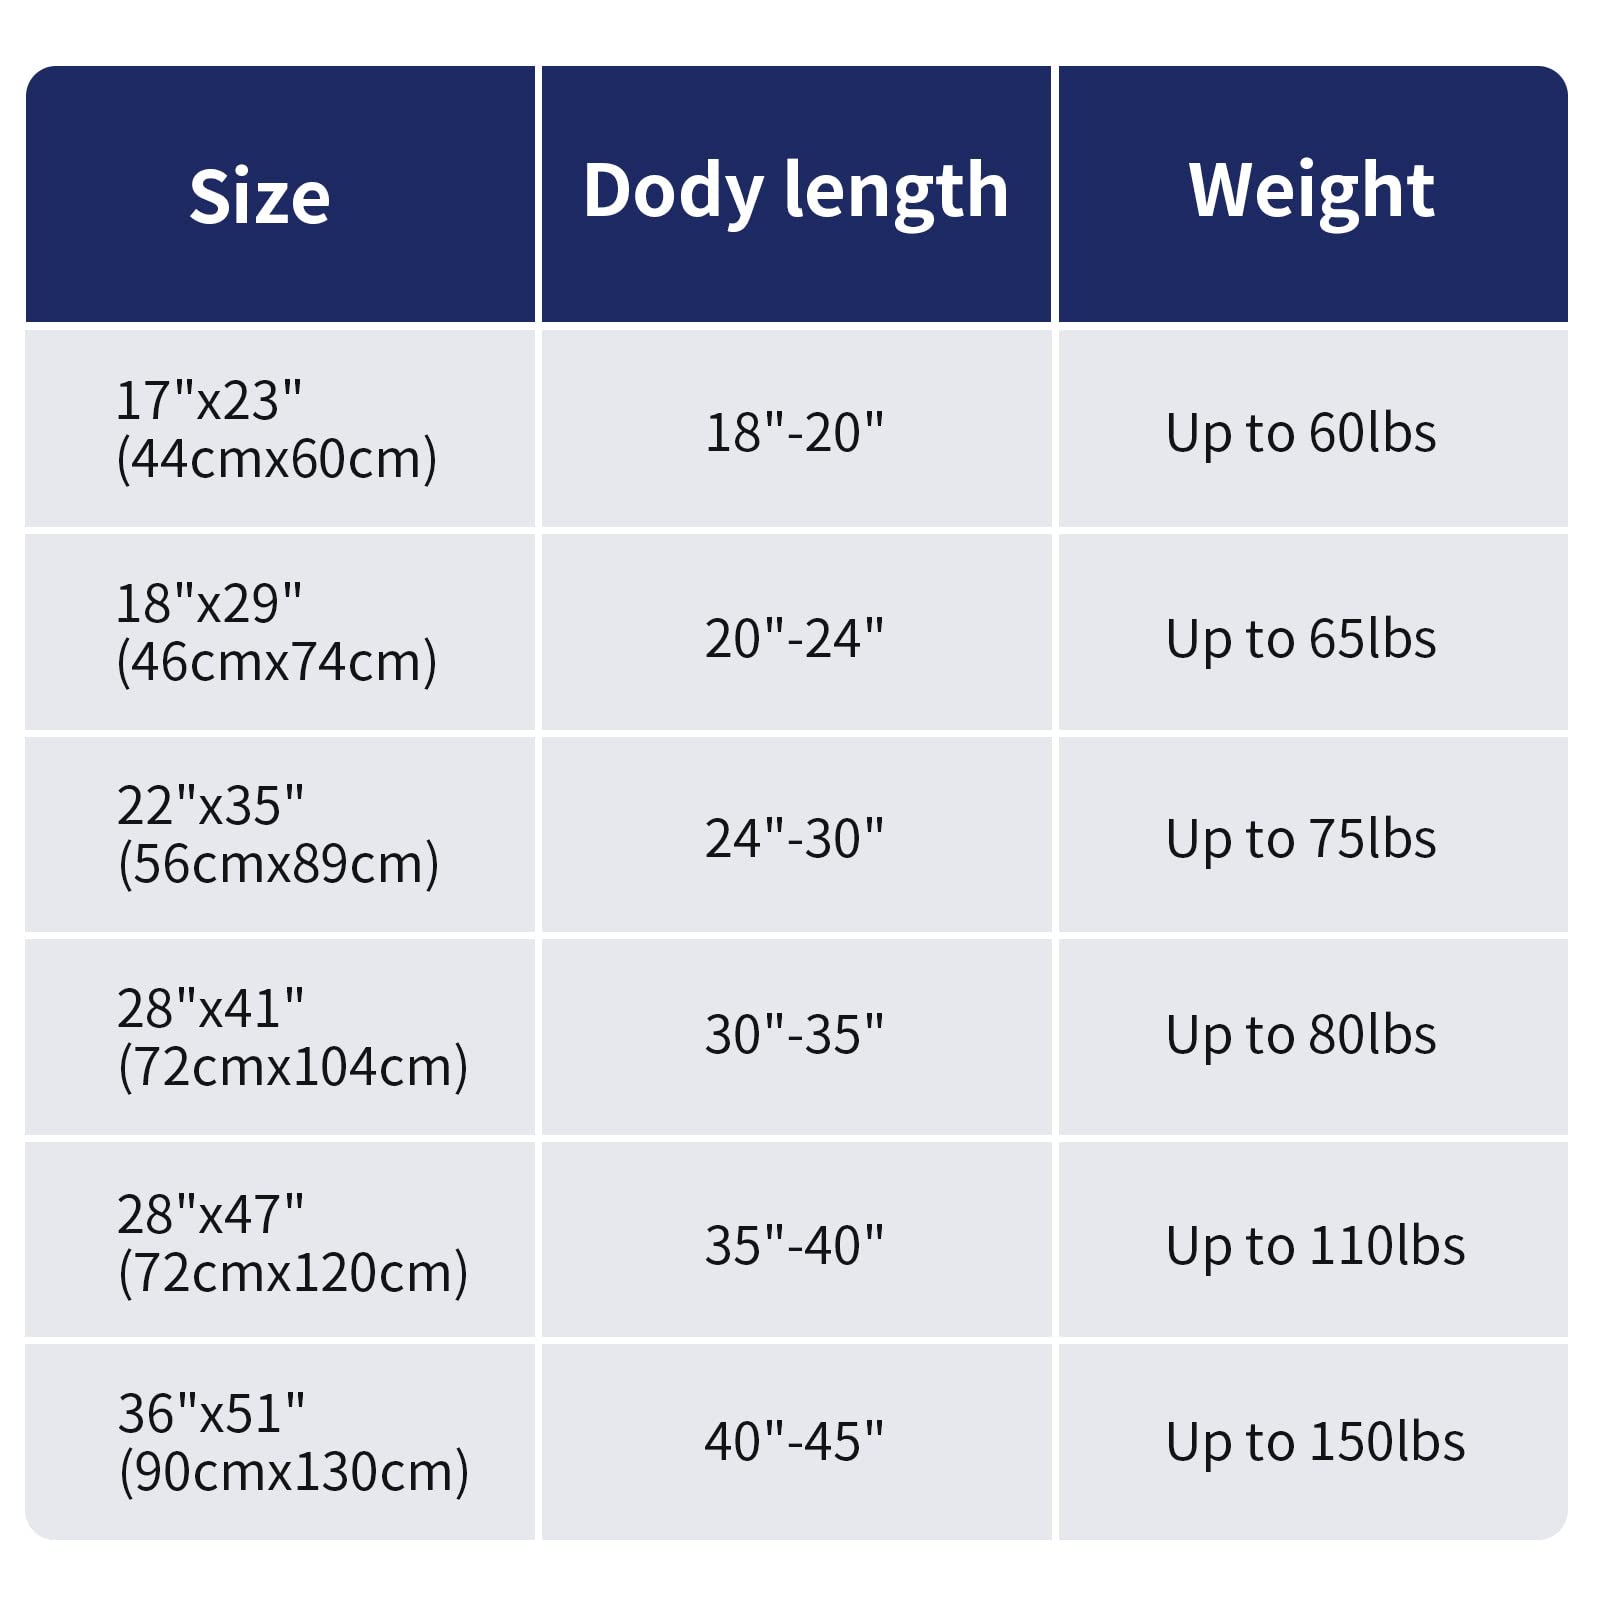 Size
Dody length
Weight
17"x23"
(44cmx60cm)
18"-20"
Up to 60lbs
18"x29"
(46cmx74cm)
20"-24"
Up to 65lbs
22"x35"
(56cmx89cm)
24"-30"
Up to 75lbs
28"x41"
(72cmx104cm)
30"-35"
Up to 80lbs
28"x47"
(72cmx120cm)
35"-40"
Up to 110lbs
36"x51"
(90cmx130cm)
40"-45"
Up to 150lbs